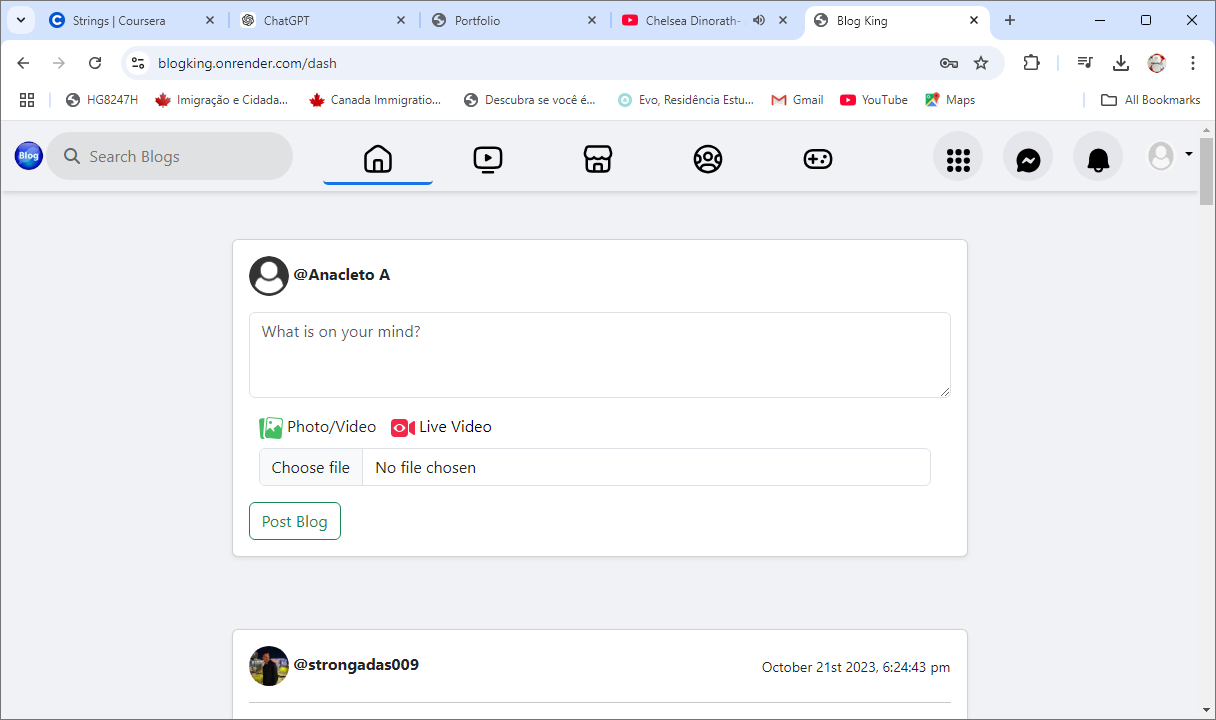 Strings | Coursera
ChatGPT
Portfolio
Chelsea Dinorath-
Blog King
blogking.onrender.com/dash
HG8247H
Imigração e Cidada...
Canada Immigratio...
Descubra se você é...
Evo, Residência Estu...
Gmail
YouTube
Maps
All Bookmarks
Blog
Search Blogs
@Anacleto A
What is on your mind?
Photo/Video
Live Video
Choose file
No file chosen
Post Blog
@strongadas009
October 21st 2023, 6:24:43 pm